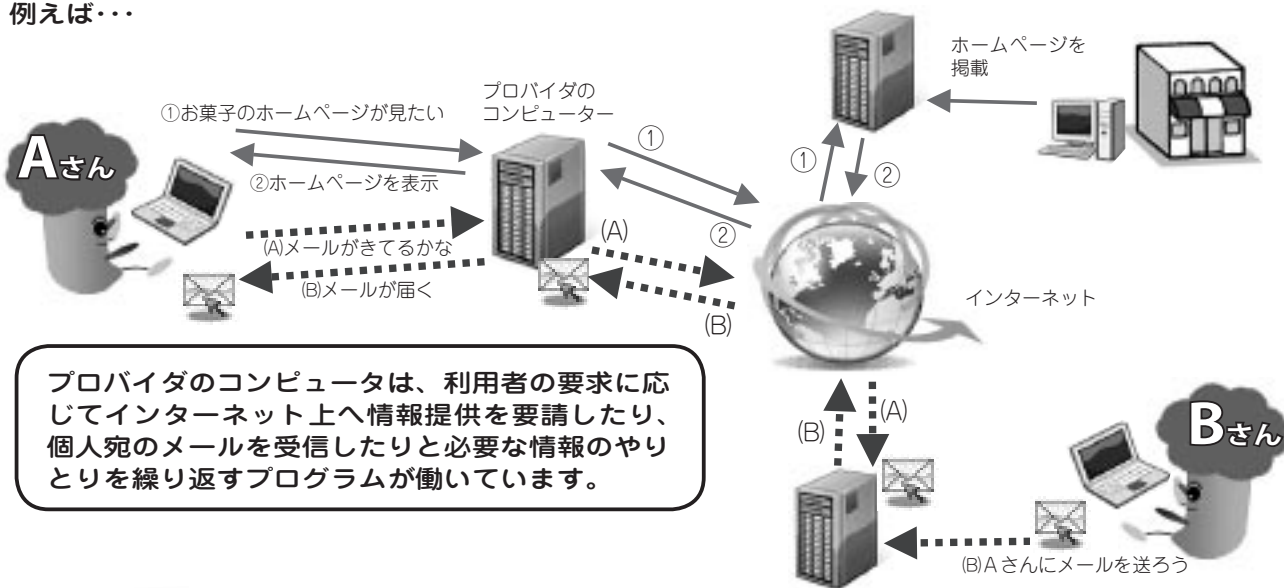 例えば･･･
ホームページを
掲載
プロバイダの
コンピューター
①お菓子のホームページが見たい
①
①
②
Aさん
②ホームページを表示
②
(A)メールがきてるかな
(A)
(B)メールが届く
(B)
インターネット
プロバイダのコンピュータは、利用者の要求に応
じてインターネット上へ情報提供を要請したり、
個人宛のメールを受信したりと必要な情報のやり
とりを繰り返すプログラムが働いています。
(B)
(A)
Bさん
(B)Aさんにメールを送ろう